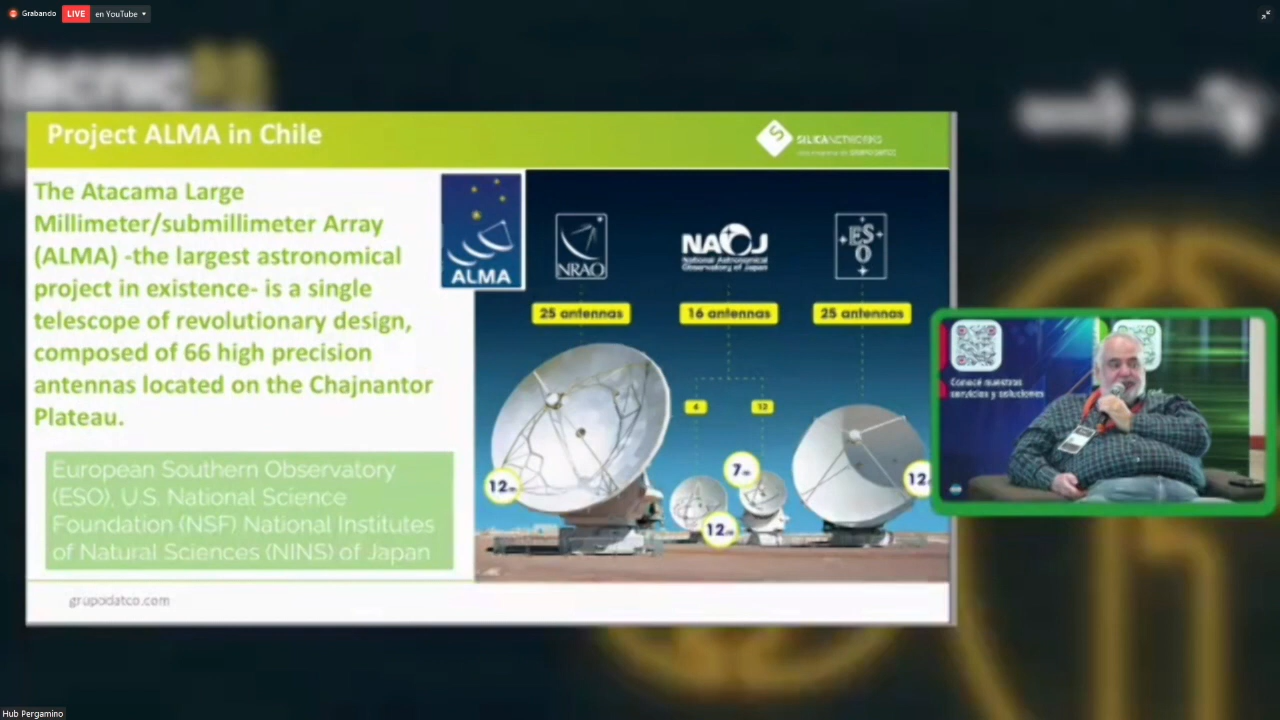 Grabando
LIVE
en YouTube
Project ALMA in Chile
SILICANETWORKS
The Atacama Large
Millimeter/submillimeter Array
(ALMA) -the largest astronomical
project in existence- is a single
telescope of revolutionary design,
composed of 66 high precision
antennas located on the Chajnantor
Plateau.
European Southern Observatory
(ESO), U.S. National Science
Foundation (NSF) National Institutes
of Natural Sciences (NINS) of Japan
grupodatco.com
ALMA
NRAO
NAOJ
National Astronomical
Observatory of Japan
ESO
25 antennas
16 antennas
25 antennas
4
12
12m
7m
12m
12
Conocé nuestros
servicios y soluciones
Hub Pergamino